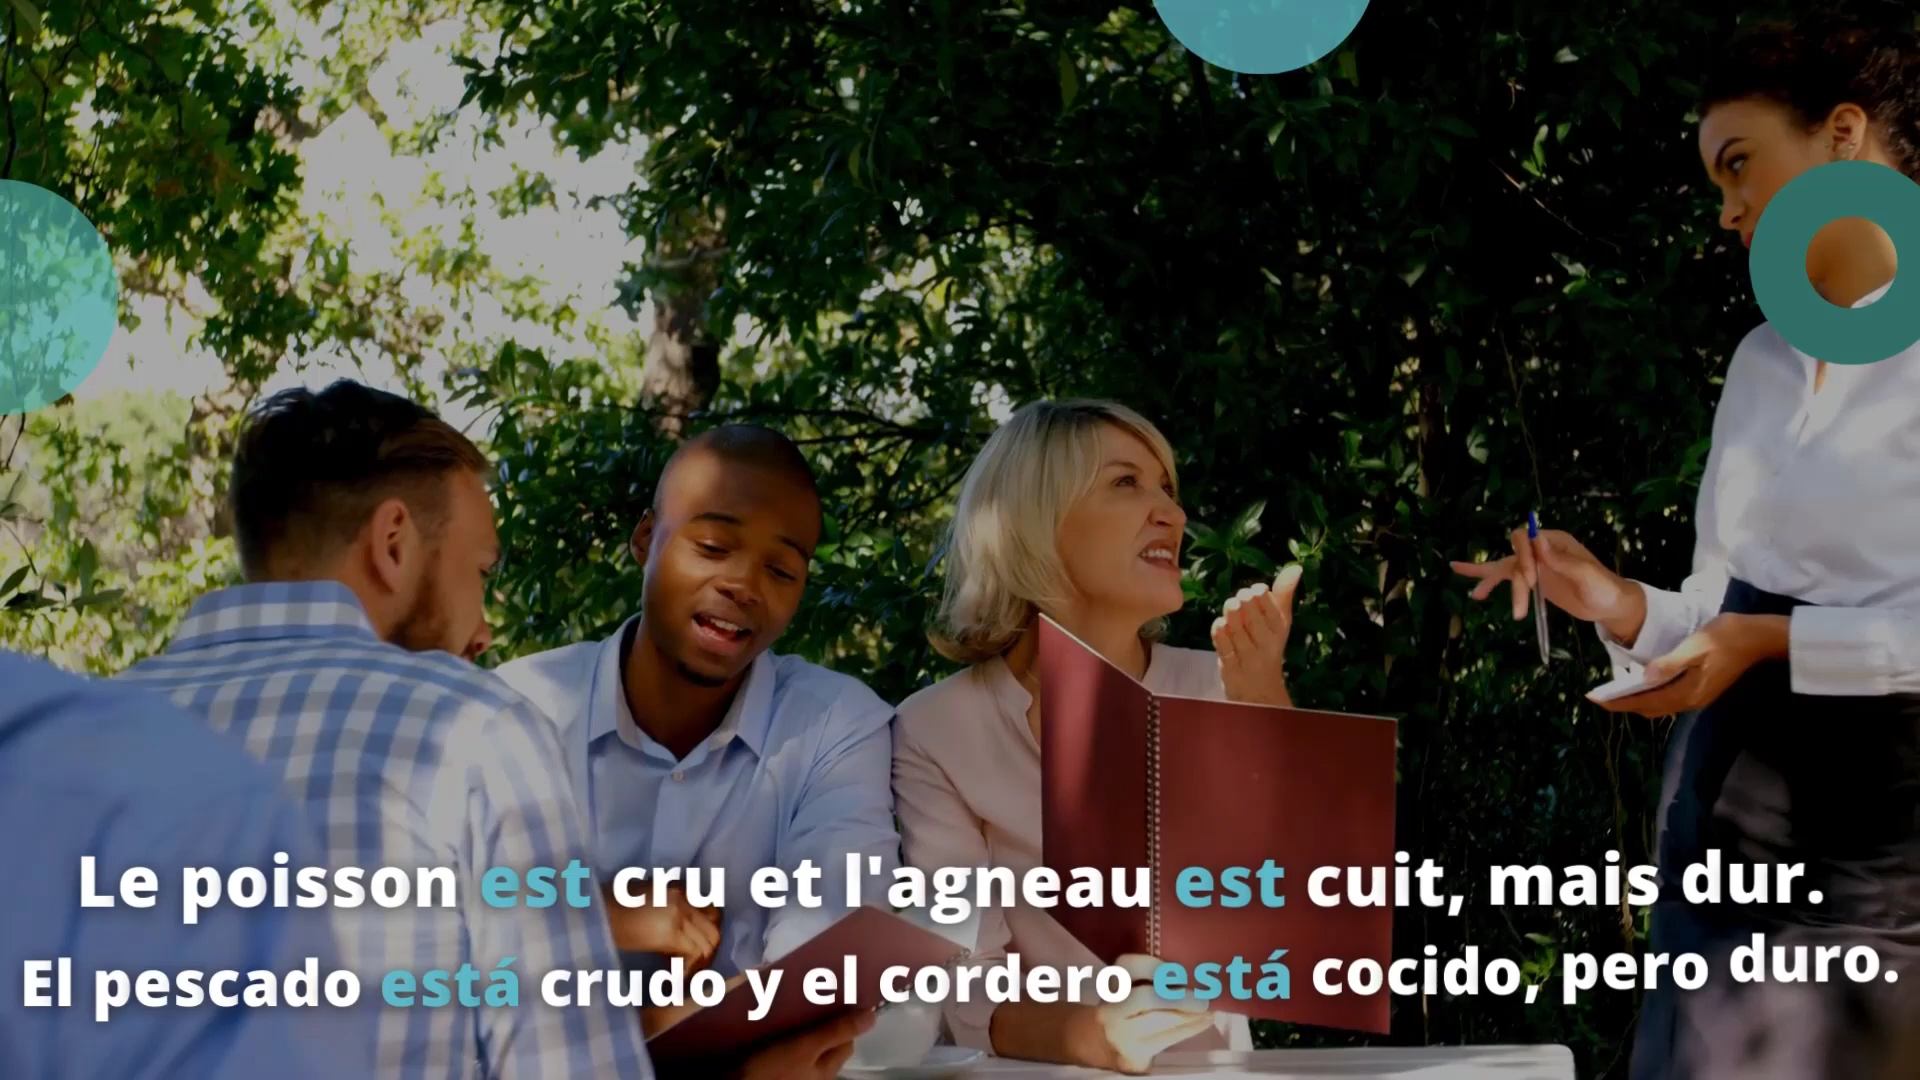 Le poisson est cru et l'agneau est cuit, mais dur.
El pescado está crudo y el cordero está cocido, pero duro.